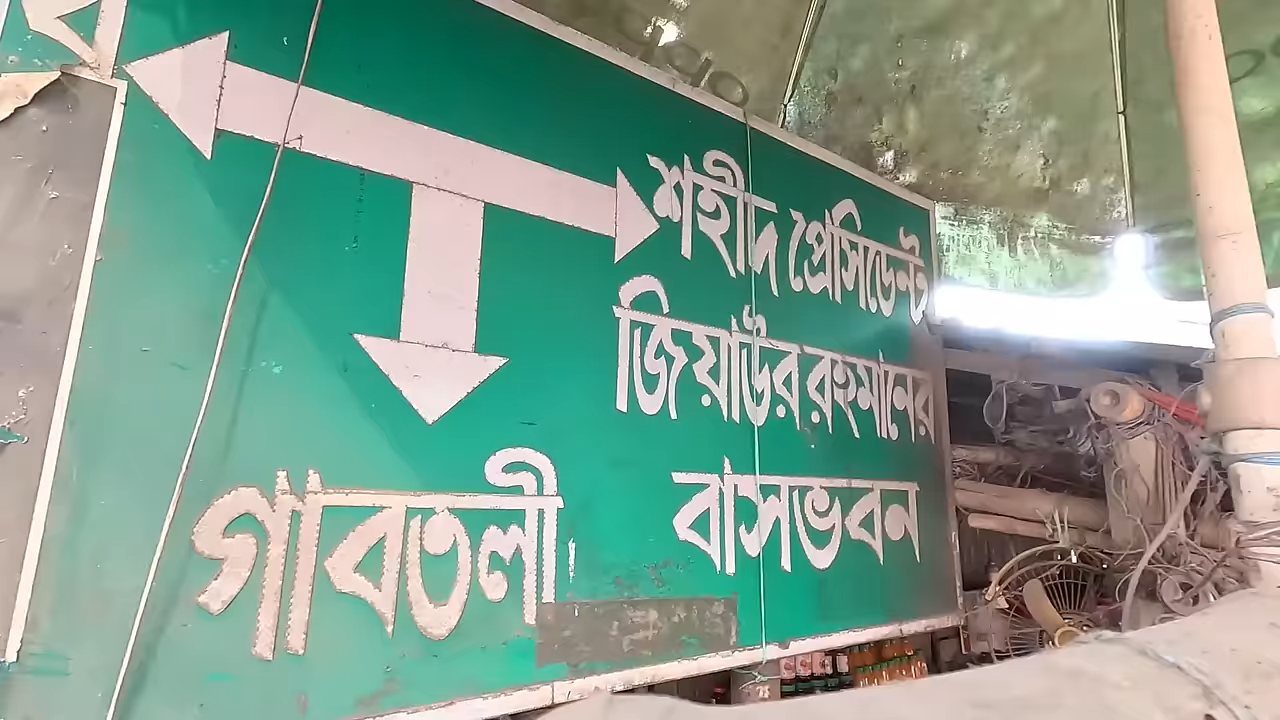 শহীদ প্রেসিডেন্ট
জিয়াউর রহমানের
বাসভবন
গাবতলী